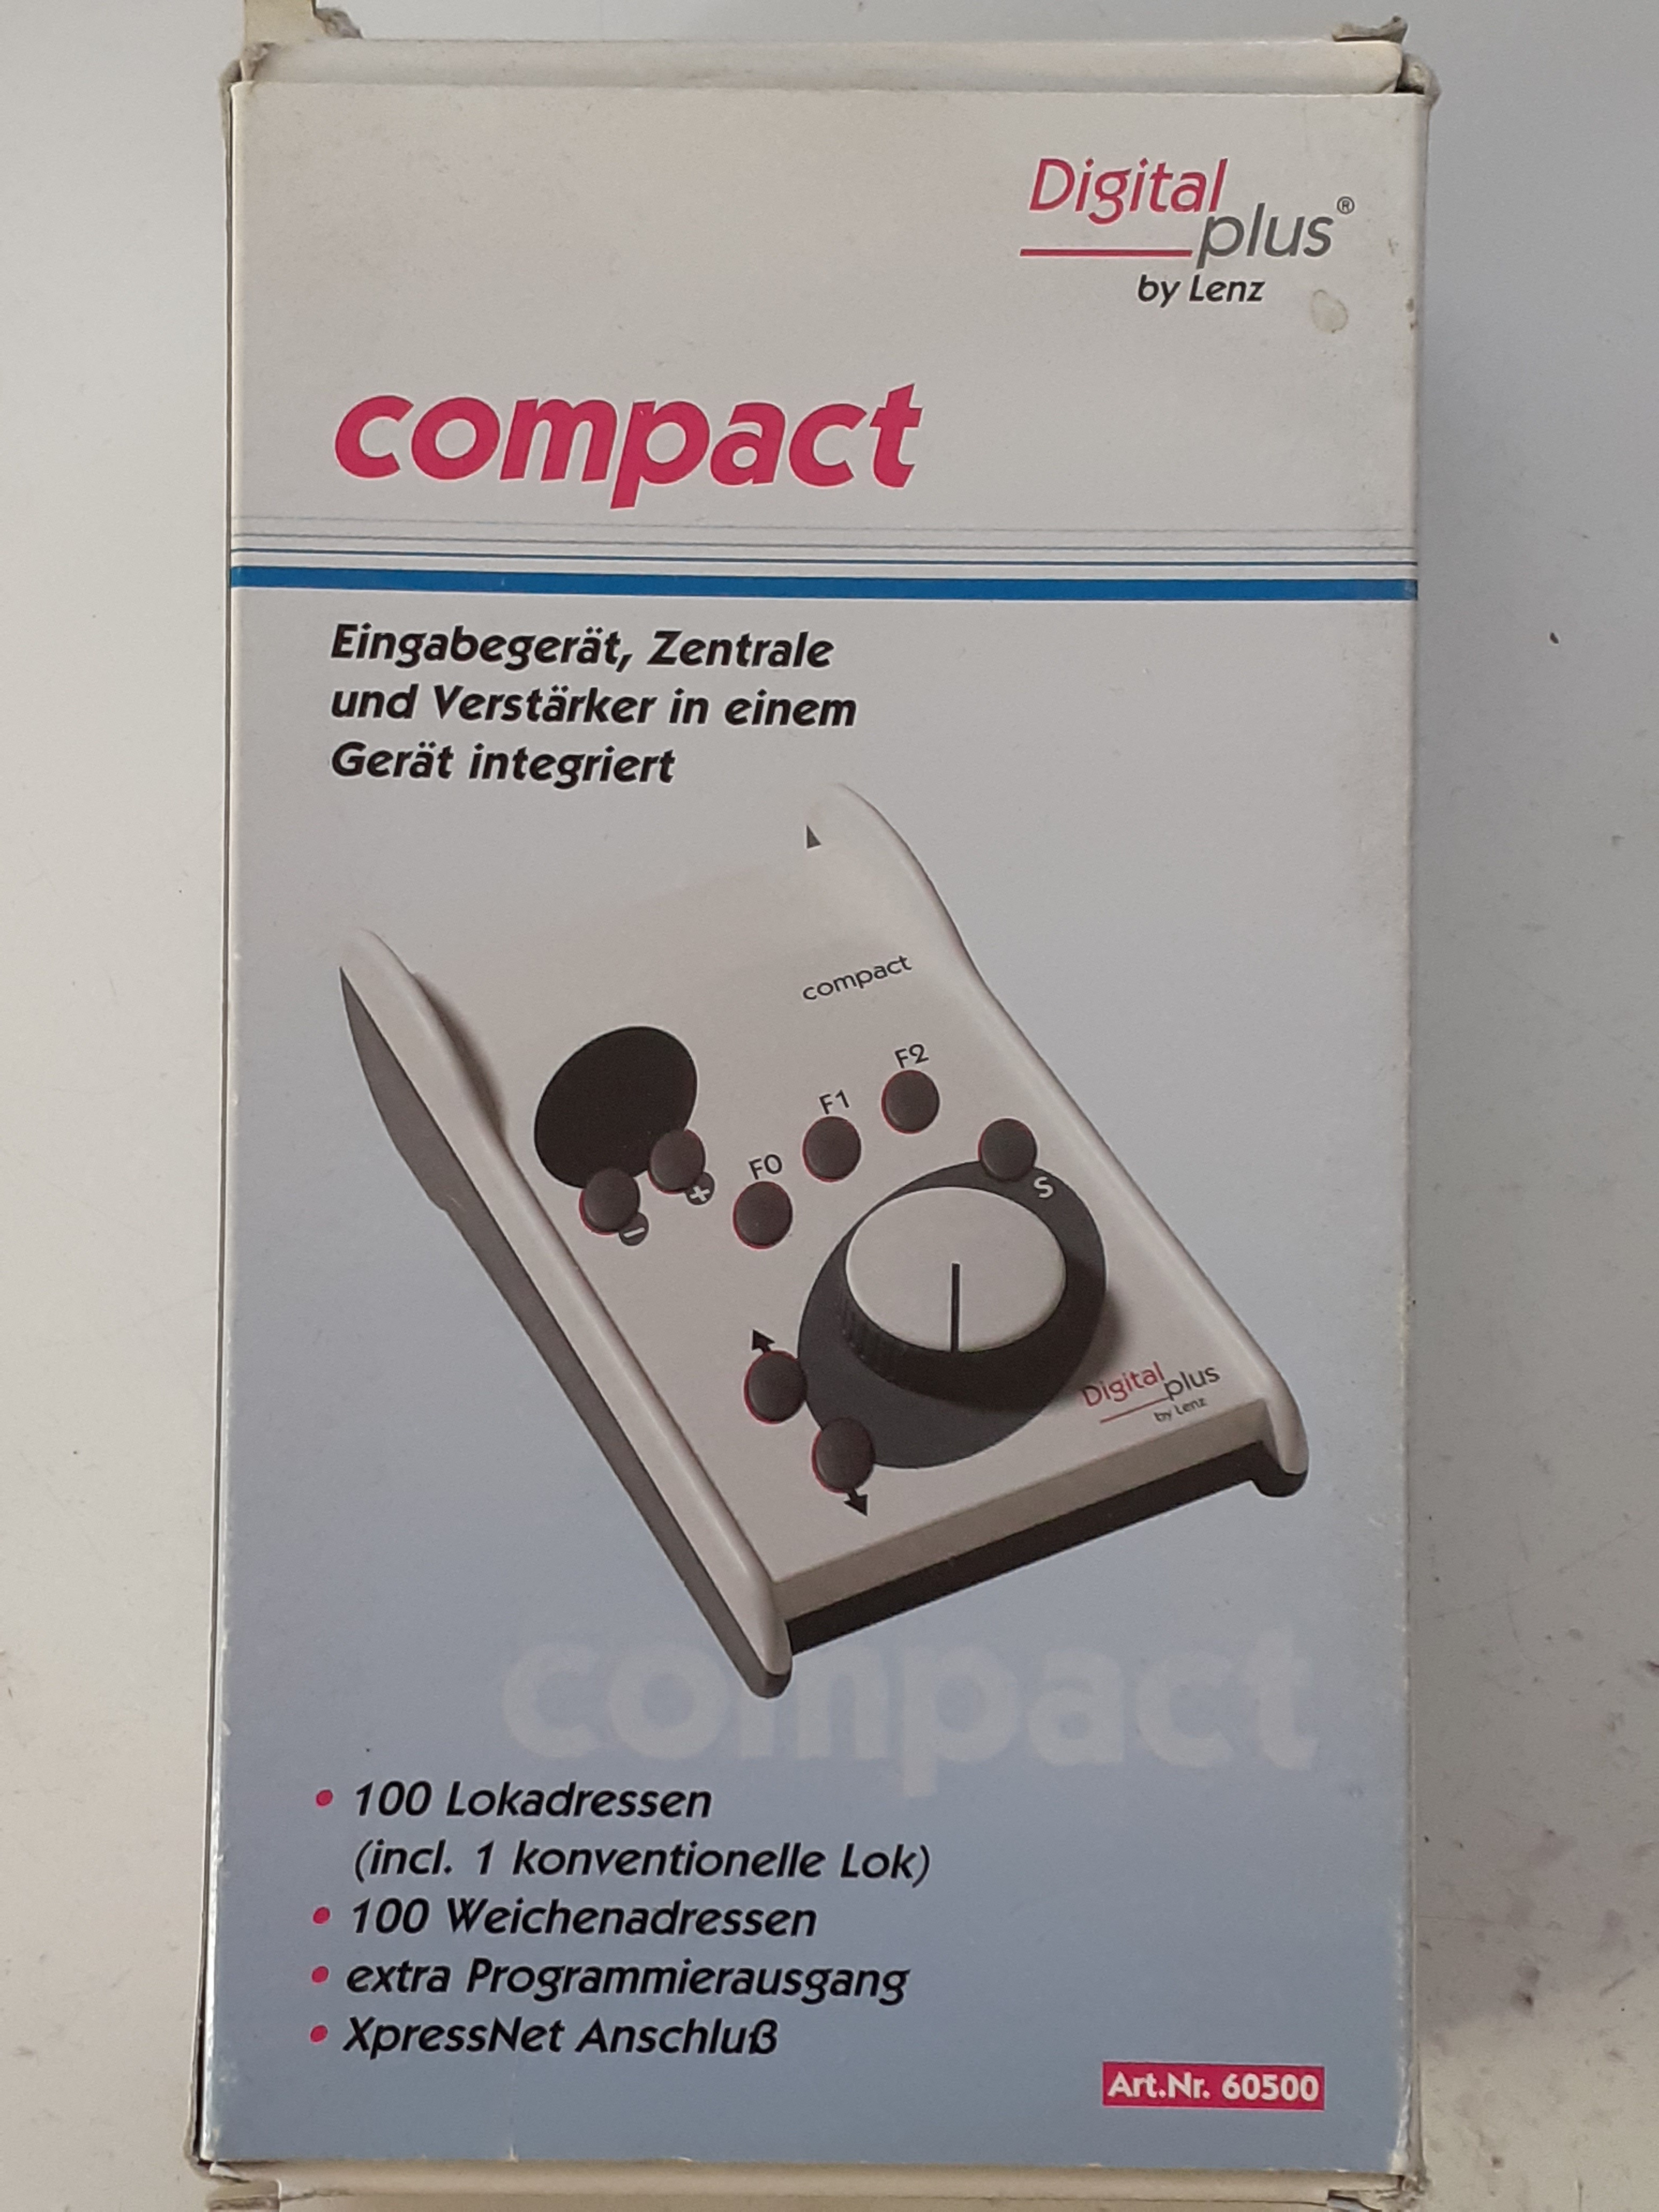 Digital
plus®
by Lenz
compact
Eingabegerät, Zentrale
und Verstärker in einem
Gerät integriert
compact
F2
F1
F0
S
+
−
Digital
plus
by Lenz
compact
• 100 Lokadressen
(incl. 1 konventionelle Lok)
• 100 Weichenadressen
• extra Programmierausgang
• XpressNet Anschluß
Art.Nr. 60500